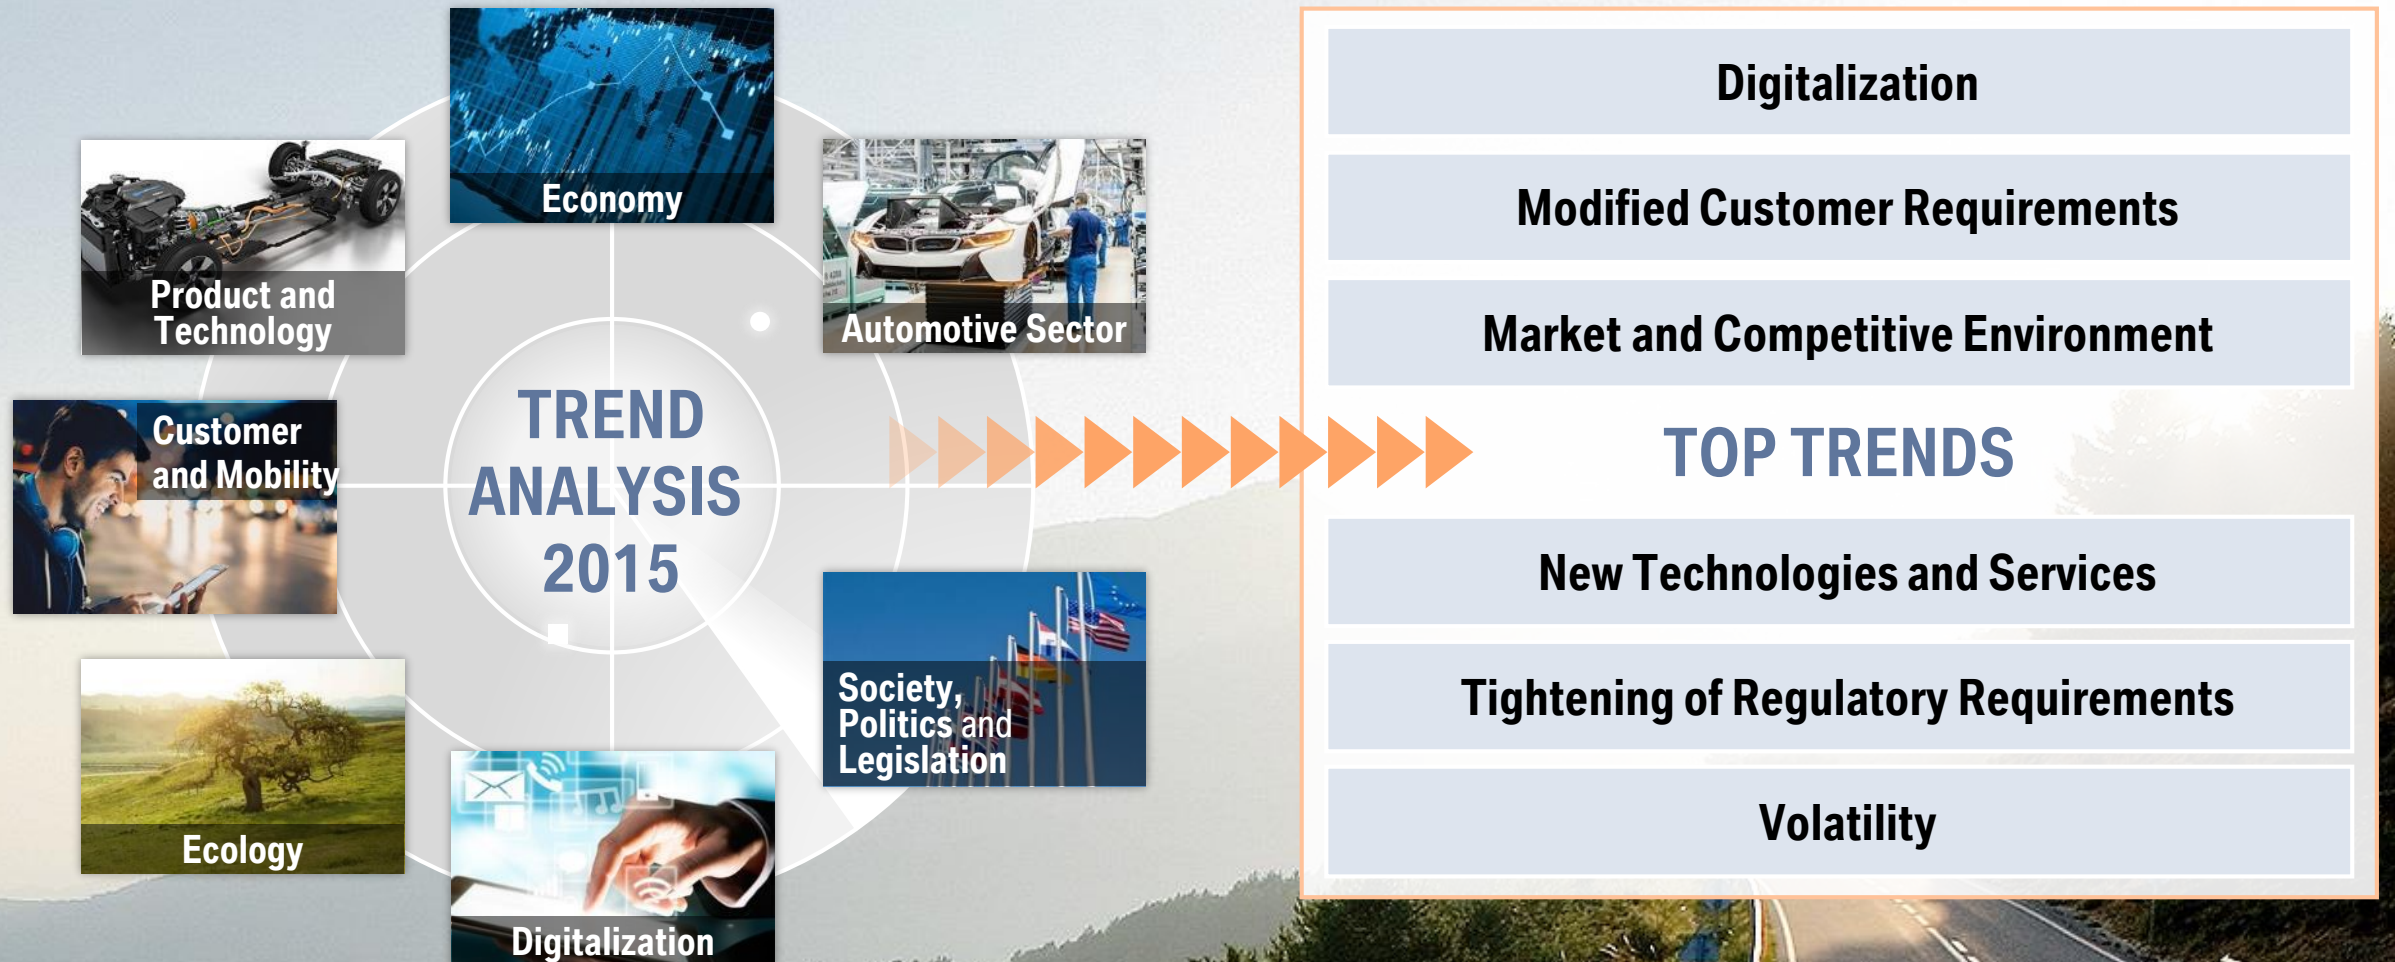 Economy
Product and
Technology
Automotive Sector
Customer
and Mobility
TREND
ANALYSIS
2015
Society,
Politics and
Legislation
Ecology
Digitalization
Digitalization
Modified Customer Requirements
Market and Competitive Environment
TOP TRENDS
New Technologies and Services
Tightening of Regulatory Requirements
Volatility